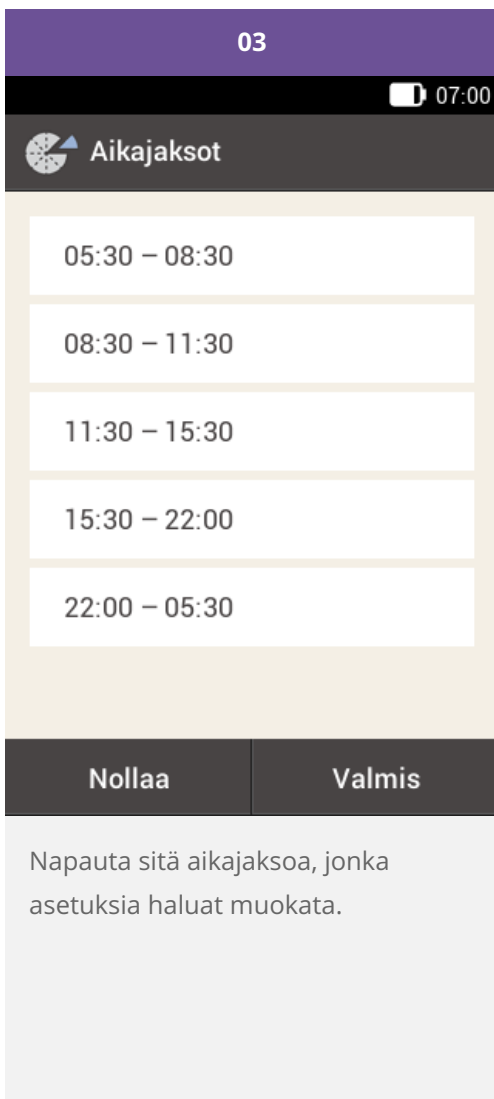 03
07:00
Aikajaksot
05:30 – 08:30
08:30 – 11:30
11:30 – 15:30
15:30 – 22:00
22:00 – 05:30
Nollaa
Valmis
Napauta sitä aikajaksoa, jonka
asetuksia haluat muokata.